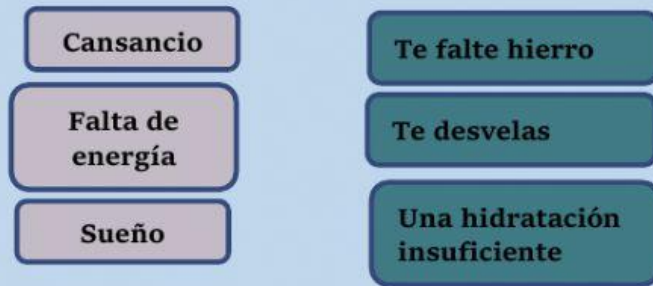 Cansancio
Te falte hierro
Falta de
energía
Te desvelas
Sueño
Una hidratación
insuficiente